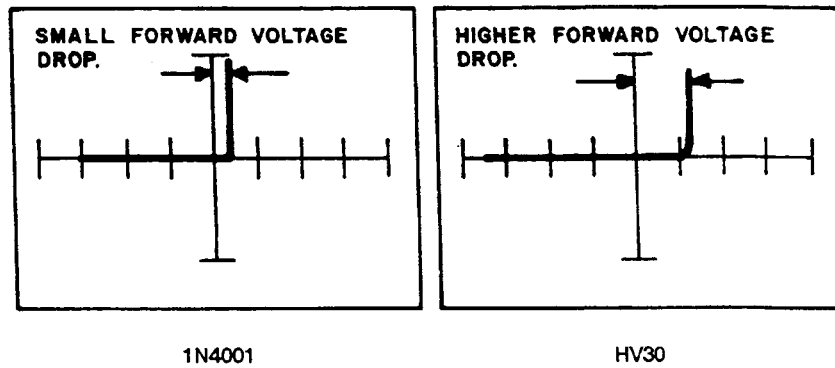 SMALL FORWARD VOLTAGE
DROP.
HIGHER FORWARD VOLTAGE
DROP.
1N4001
HV30